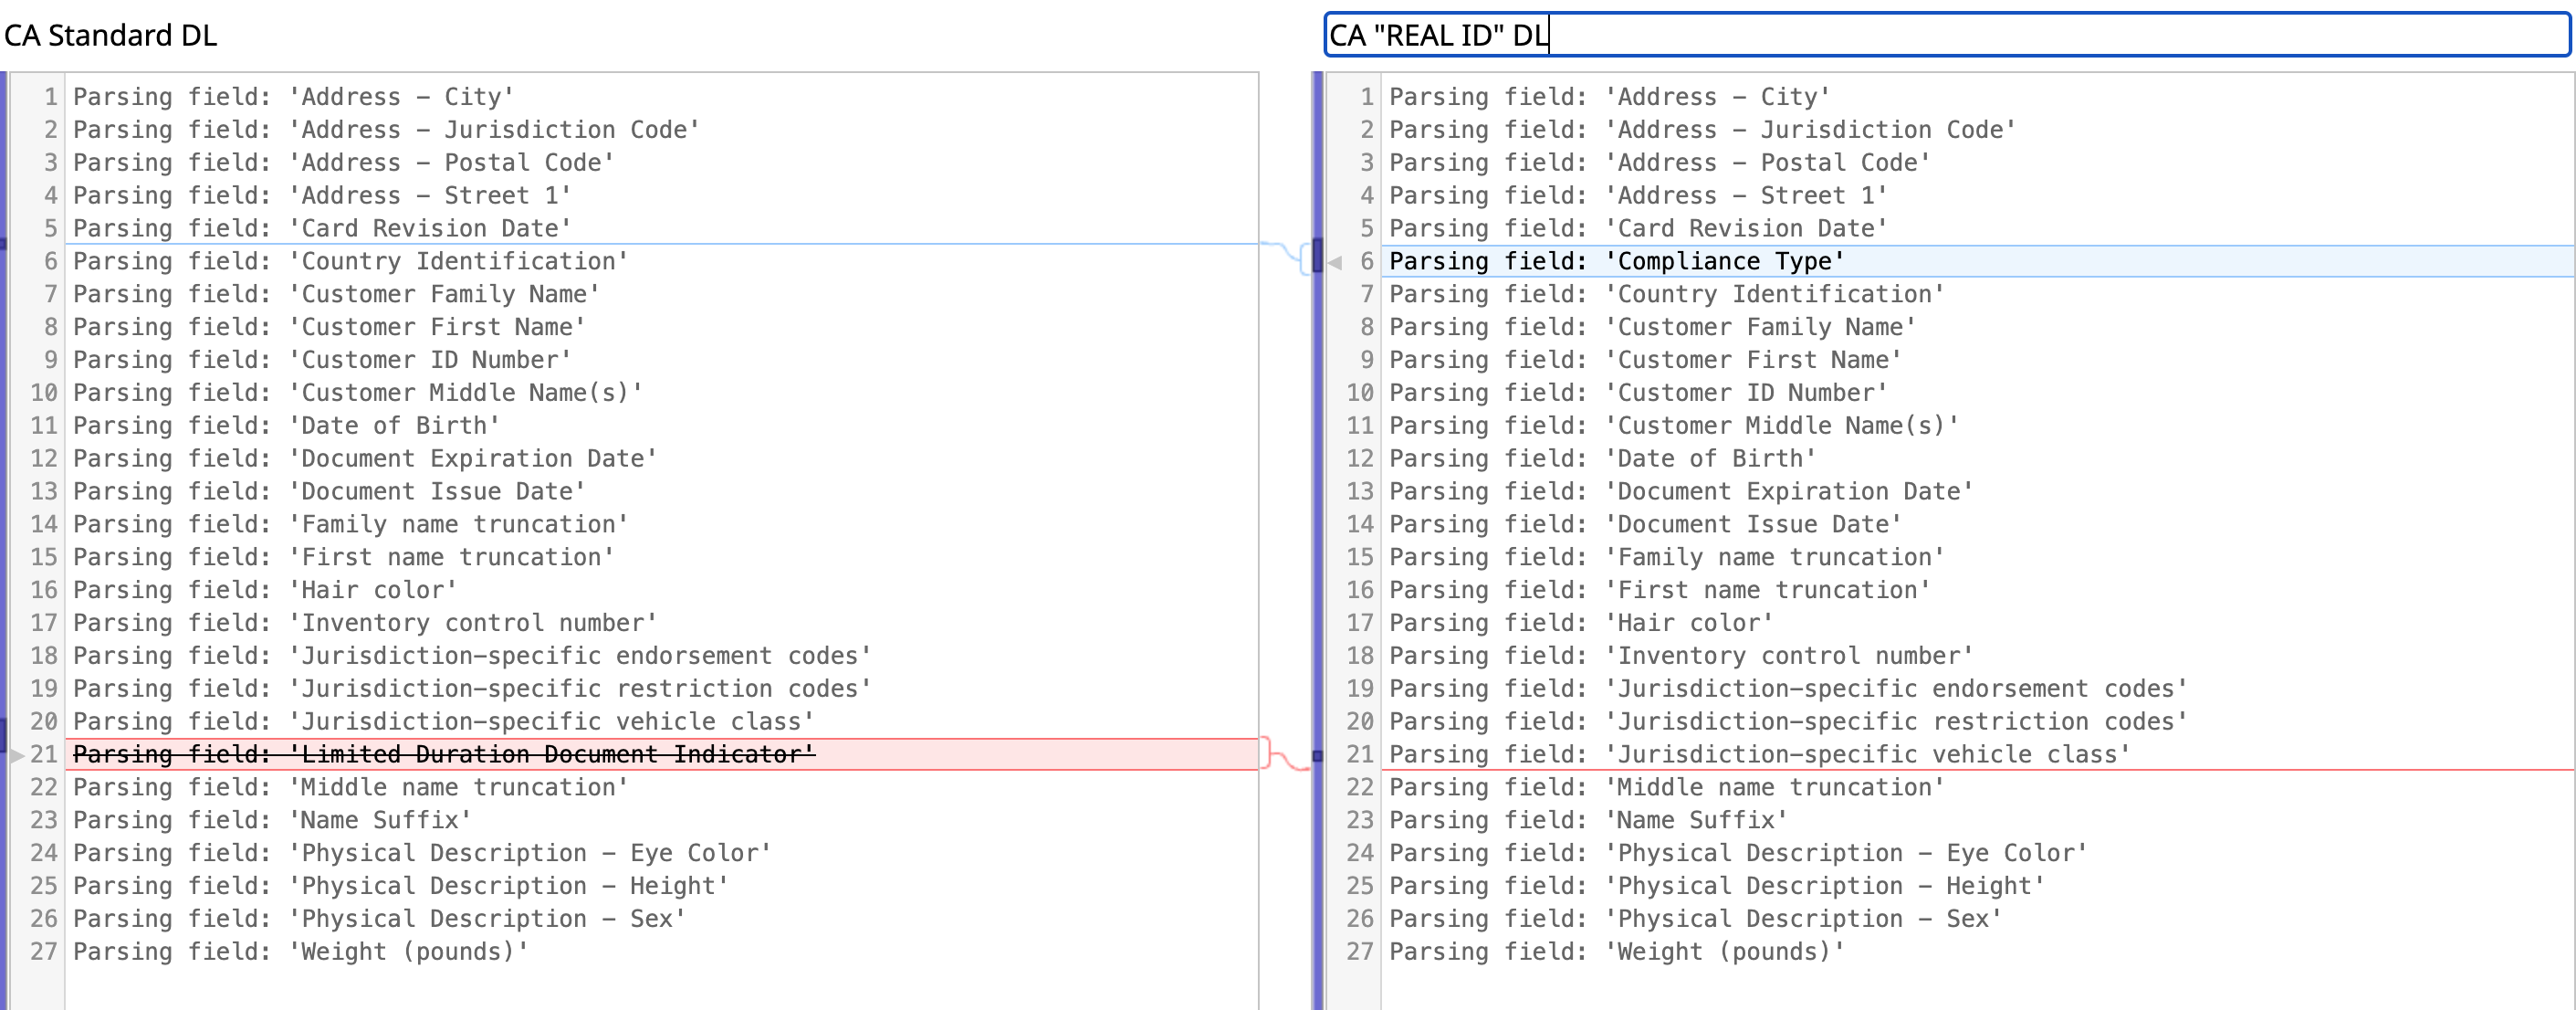 CA Standard DL
1 Parsing field: 'Address – City'
2 Parsing field: 'Address – Jurisdiction Code'
3 Parsing field: 'Address – Postal Code'
4 Parsing field: 'Address – Street 1'
5 Parsing field: 'Card Revision Date'
6 Parsing field: 'Country Identification'
7 Parsing field: 'Customer Family Name'
8 Parsing field: 'Customer First Name'
9 Parsing field: 'Customer ID Number'
10 Parsing field: 'Customer Middle Name(s)'
11 Parsing field: 'Date of Birth'
12 Parsing field: 'Document Expiration Date'
13 Parsing field: 'Document Issue Date'
14 Parsing field: 'Family name truncation'
15 Parsing field: 'First name truncation'
16 Parsing field: 'Hair color'
17 Parsing field: 'Inventory control number'
18 Parsing field: 'Jurisdiction–specific endorsement codes'
19 Parsing field: 'Jurisdiction–specific restriction codes'
20 Parsing field: 'Jurisdiction–specific vehicle class'
21 Parsing field: 'Limited Duration Document Indicator'
22 Parsing field: 'Middle name truncation'
23 Parsing field: 'Name Suffix'
24 Parsing field: 'Physical Description – Eye Color'
25 Parsing field: 'Physical Description – Height'
26 Parsing field: 'Physical Description – Sex'
27 Parsing field: 'Weight (pounds)'
CA "REAL ID" DL
1 Parsing field: 'Address – City'
2 Parsing field: 'Address – Jurisdiction Code'
3 Parsing field: 'Address – Postal Code'
4 Parsing field: 'Address – Street 1'
5 Parsing field: 'Card Revision Date'
6 Parsing field: 'Compliance Type'
7 Parsing field: 'Country Identification'
8 Parsing field: 'Customer Family Name'
9 Parsing field: 'Customer First Name'
10 Parsing field: 'Customer ID Number'
11 Parsing field: 'Customer Middle Name(s)'
12 Parsing field: 'Date of Birth'
13 Parsing field: 'Document Expiration Date'
14 Parsing field: 'Document Issue Date'
15 Parsing field: 'Family name truncation'
16 Parsing field: 'First name truncation'
17 Parsing field: 'Hair color'
18 Parsing field: 'Inventory control number'
19 Parsing field: 'Jurisdiction–specific endorsement codes'
20 Parsing field: 'Jurisdiction–specific restriction codes'
21 Parsing field: 'Jurisdiction–specific vehicle class'
22 Parsing field: 'Middle name truncation'
23 Parsing field: 'Name Suffix'
24 Parsing field: 'Physical Description – Eye Color'
25 Parsing field: 'Physical Description – Height'
26 Parsing field: 'Physical Description – Sex'
27 Parsing field: 'Weight (pounds)'